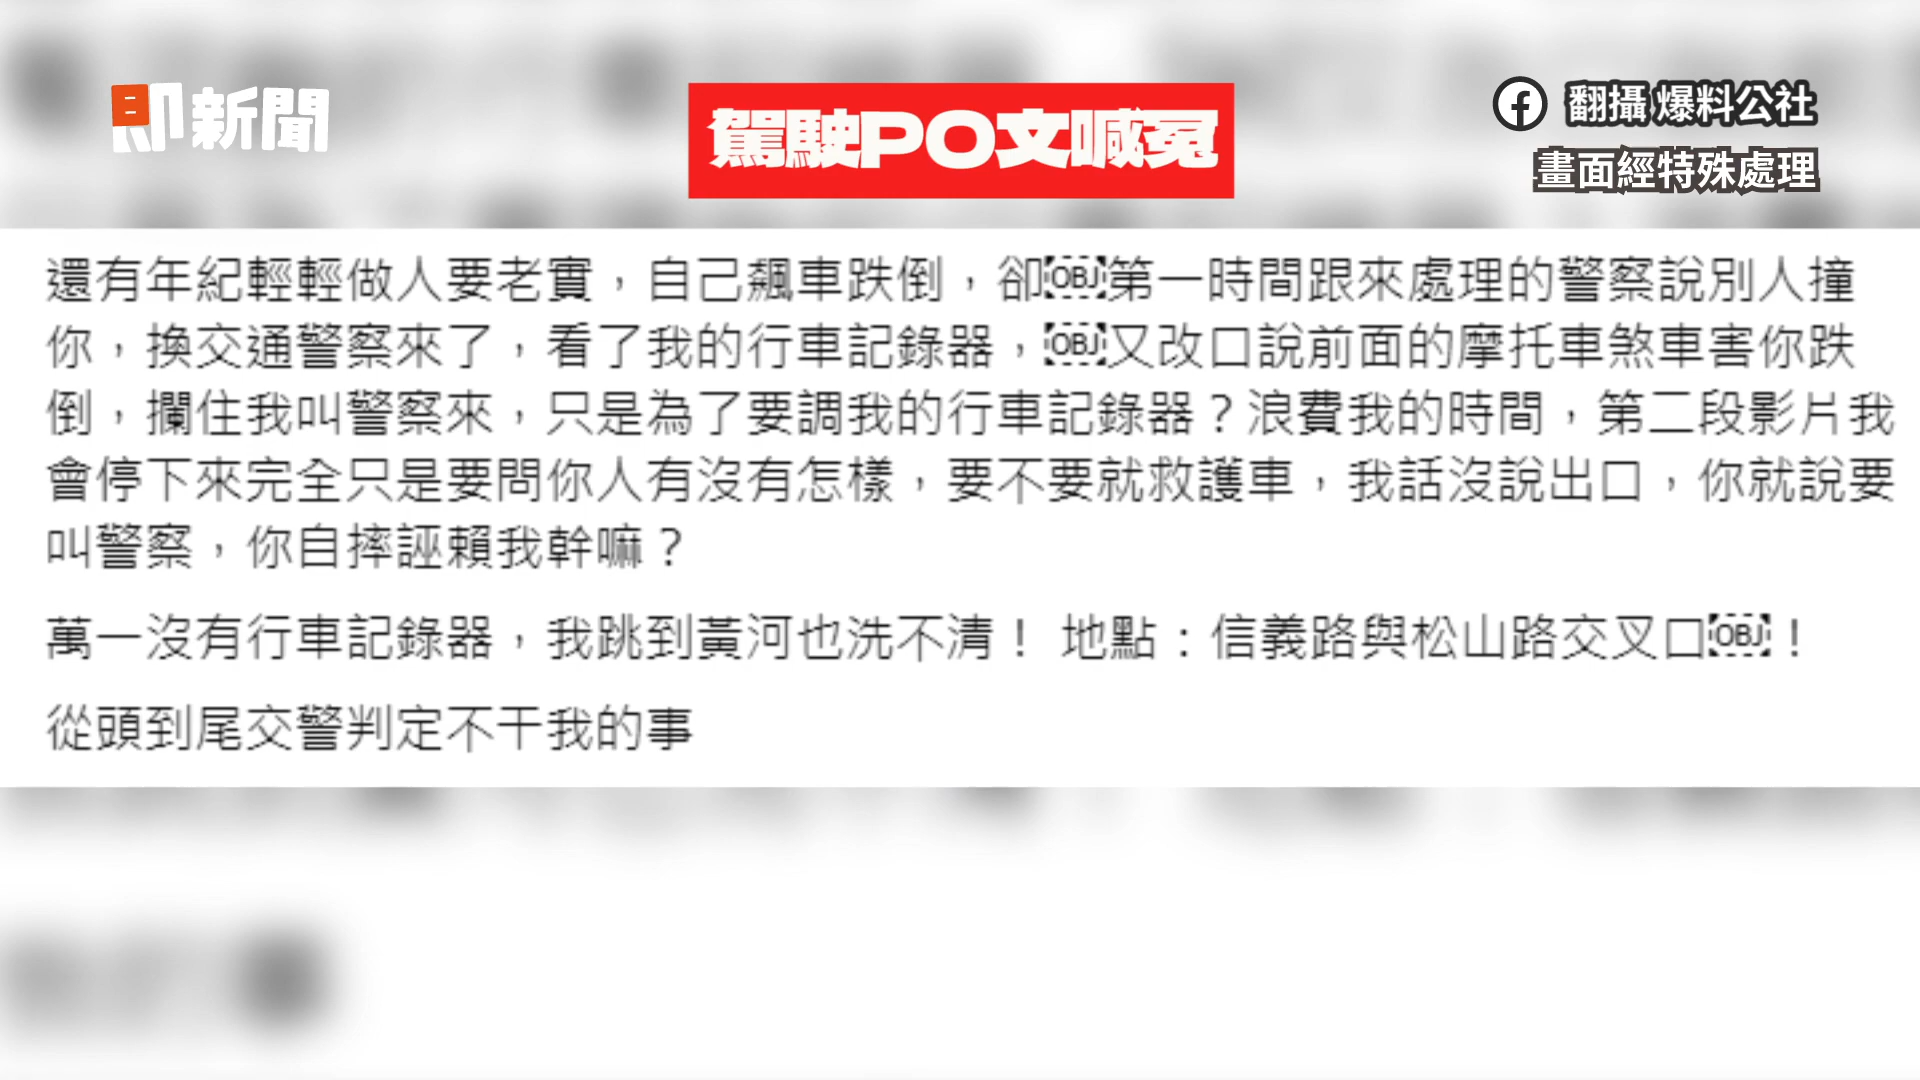 即新聞
駕駛PO文喊冤
翻攝 爆料公社
畫面經特殊處理
還有年紀輕輕做人要老實，自己飆車跌倒，卻￼第一時間跟來處理的警察說別人撞
你，換交通警察來了，看了我的行車記錄器，￼又改口說前面的摩托車煞車害你跌
倒，攔住我叫警察來，只是為了要調我的行車記錄器？浪費我的時間，第二段影片我
會停下來完全只是要問你人有沒有怎樣，要不要就救護車，我話沒說出口，你就說要
叫警察，你自摔誣賴我幹嘛？
萬一沒有行車記錄器，我跳到黃河也洗不清！ 地點：信義路與松山路交叉口￼！
從頭到尾交警判定不干我的事